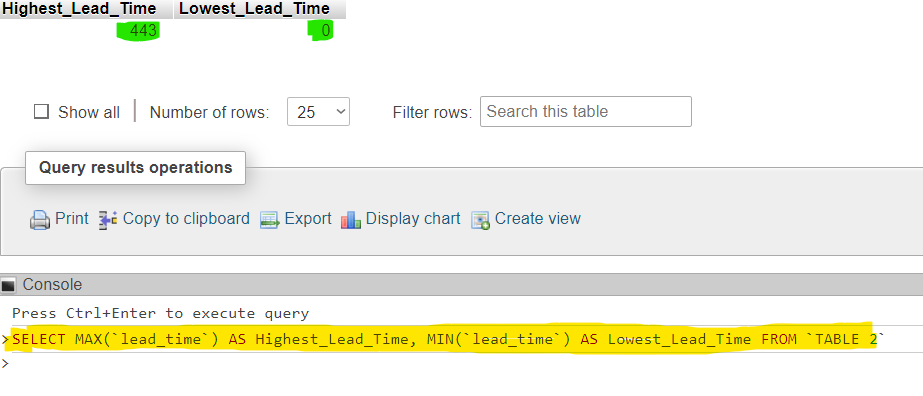 Highest_Lead_Time Lowest_Lead_Time
443 0
Show all Number of rows: 25 Filter rows: Search this table
Query results operations
Print Copy to clipboard Export Display chart Create view
Console
Press Ctrl+Enter to execute query
>SELECT MAX(`lead_time`) AS Highest_Lead_Time, MIN(`lead_time`) AS Lowest_Lead_Time FROM `TABLE 2`
>